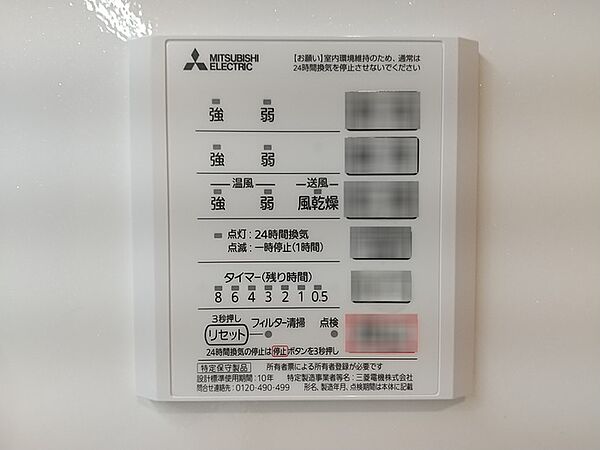 MITSUBISHI
ELECTRIC
【お願い】室内環境維持のため、通常は
24時間換気を停止させないでください
強 弱
強 弱
温風 送風
強 弱 風乾燥
点灯：24時間換気
点滅：一時停止(1時間)
タイマー(残り時間)
8 6 4 3 2 1 0.5
3秒押し
リセット フィルター清掃 点検
24時間換気の停止は停止ボタンを3秒押し
特定保守製品 所有者票による所有者登録が必要です
設計標準使用期間：10年 特定製造事業者等名：三菱電機株式会社
問合せ連絡先：0120-490-499 形名、製造年月、点検期間は本体に記載